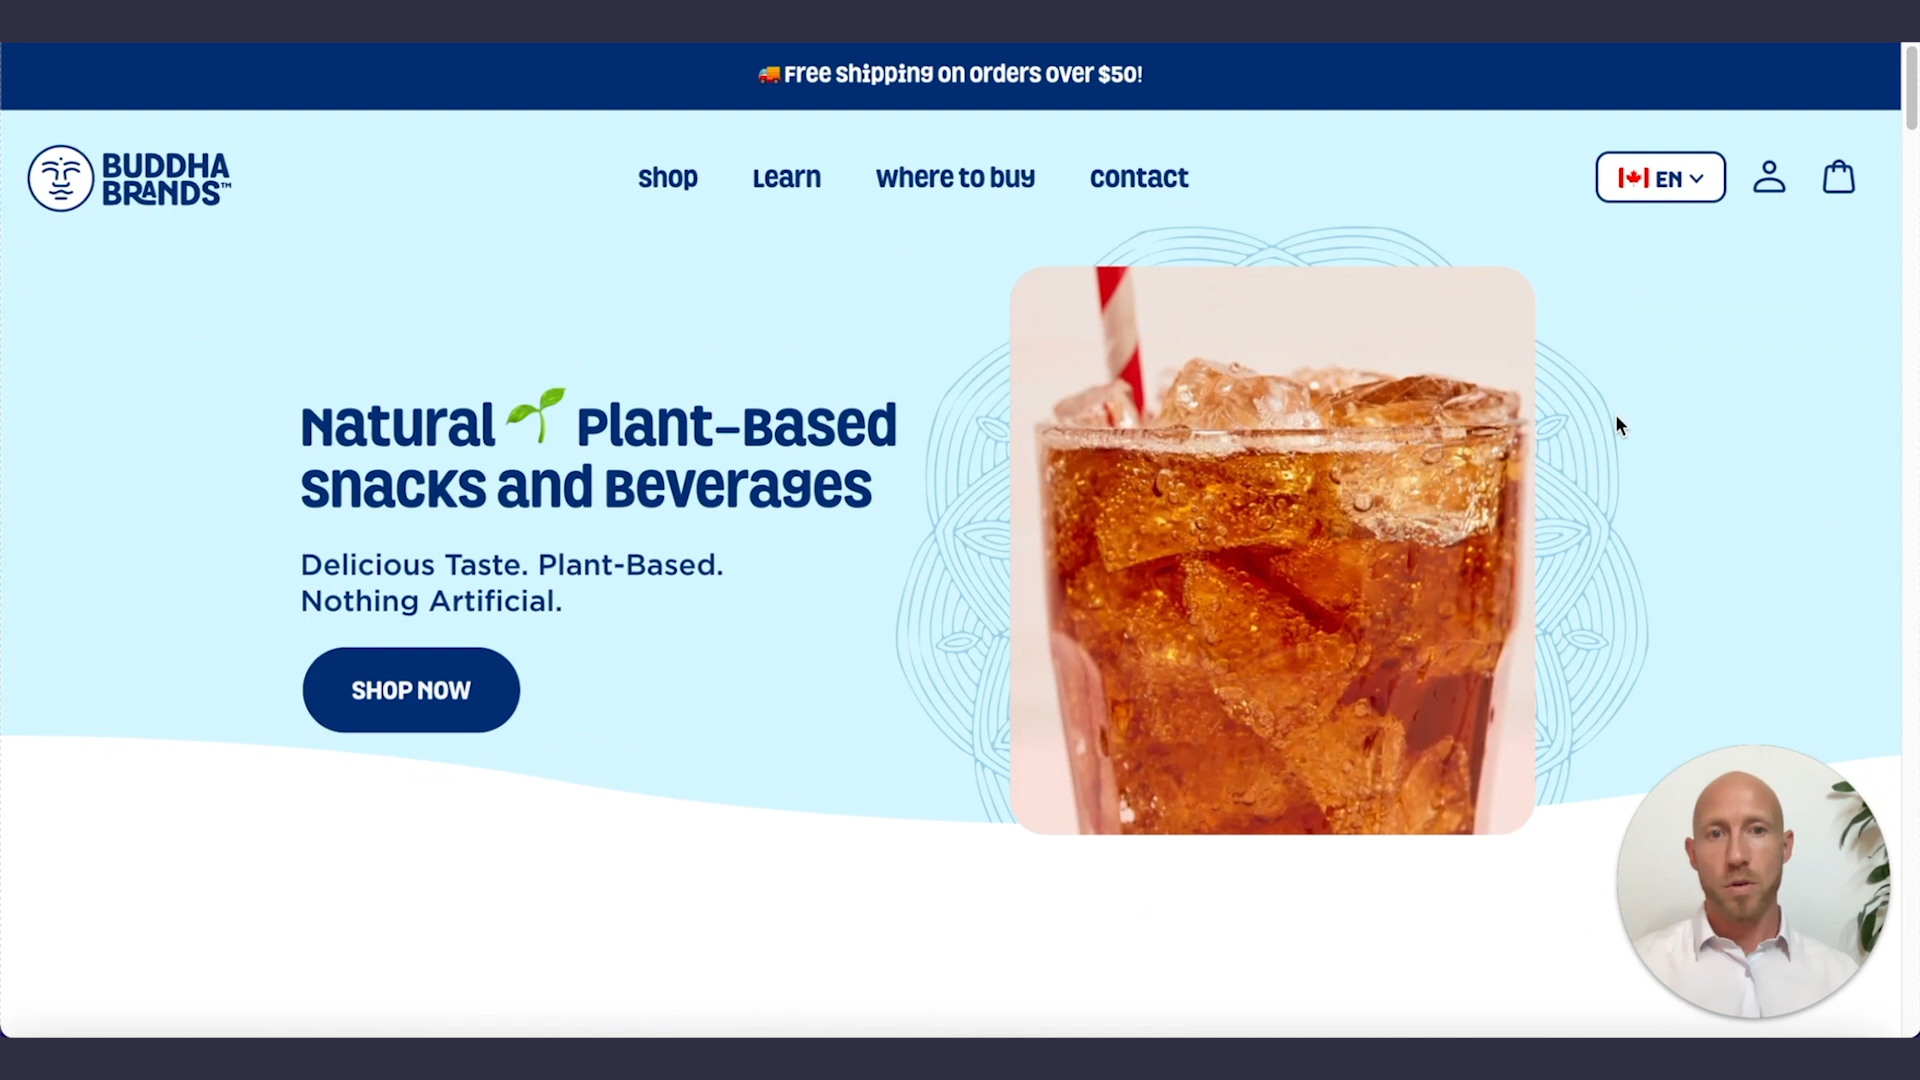 🚚 Free shipping on orders over $50!
BUDDHA
BRANDS™
shop
Learn
where to buy
contact
EN
Natural 🌱 Plant-Based
snacks and Beverages
Delicious Taste. Plant-Based.
Nothing Artificial.
SHOP NOW